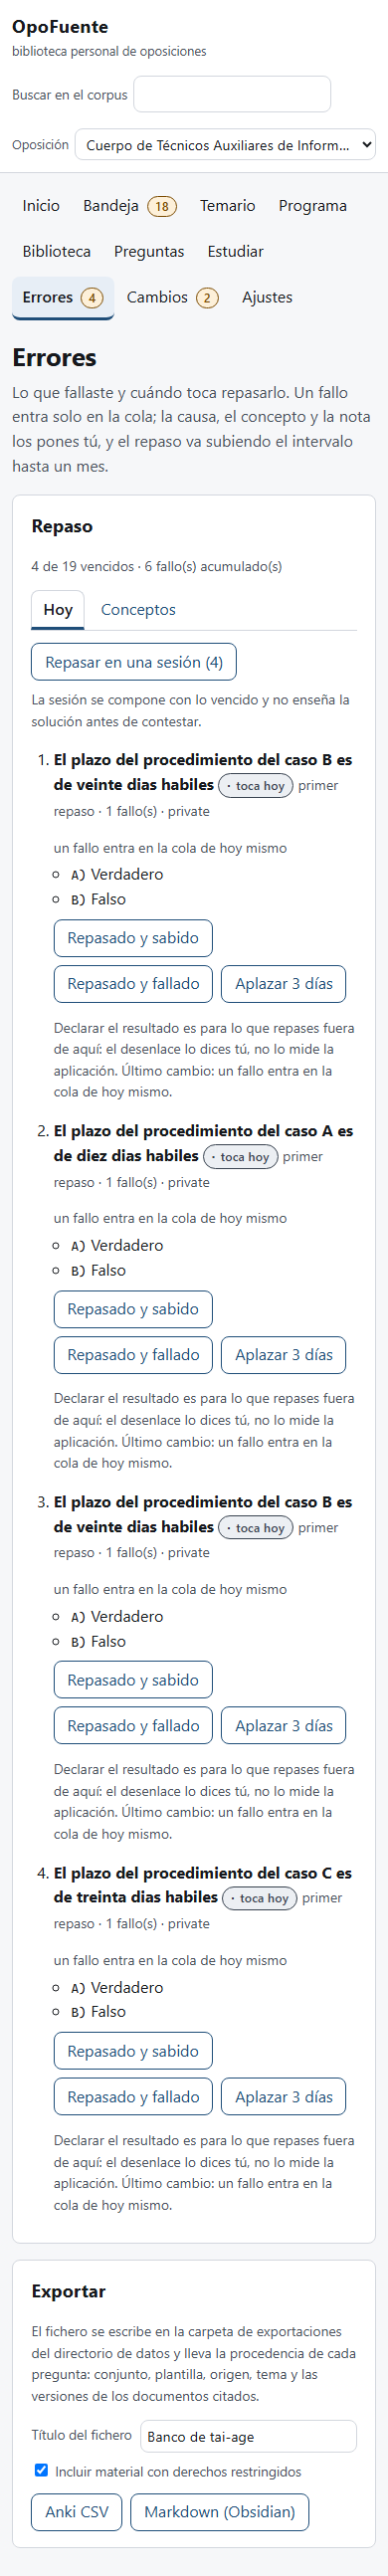 OpoFuente
biblioteca personal de oposiciones
Buscar en el corpus
Oposición Cuerpo de Técnicos Auxiliares de Inform...
Inicio Bandeja 18 Temario Programa
Biblioteca Preguntas Estudiar
Errores 4 Cambios 2 Ajustes
Errores
Lo que fallaste y cuándo toca repasarlo. Un fallo
entra solo en la cola; la causa, el concepto y la nota
los pones tú, y el repaso va subiendo el intervalo
hasta un mes.
Repaso
4 de 19 vencidos · 6 fallo(s) acumulado(s)
Hoy Conceptos
Repasar en una sesión (4)
La sesión se compone con lo vencido y no enseña la
solución antes de contestar.
1. El plazo del procedimiento del caso B es
de veinte dias habiles · toca hoy primer
repaso · 1 fallo(s) · private
un fallo entra en la cola de hoy mismo
A) Verdadero
B) Falso
Repasado y sabido
Repasado y fallado Aplazar 3 días
Declarar el resultado es para lo que repases fuera
de aquí: el desenlace lo dices tú, no lo mide la
aplicación. Último cambio: un fallo entra en la
cola de hoy mismo.
2. El plazo del procedimiento del caso A es
de diez dias habiles · toca hoy primer
repaso · 1 fallo(s) · private
un fallo entra en la cola de hoy mismo
A) Verdadero
B) Falso
Repasado y sabido
Repasado y fallado Aplazar 3 días
Declarar el resultado es para lo que repases fuera
de aquí: el desenlace lo dices tú, no lo mide la
aplicación. Último cambio: un fallo entra en la
cola de hoy mismo.
3. El plazo del procedimiento del caso B es
de veinte dias habiles · toca hoy primer
repaso · 1 fallo(s) · private
un fallo entra en la cola de hoy mismo
A) Verdadero
B) Falso
Repasado y sabido
Repasado y fallado Aplazar 3 días
Declarar el resultado es para lo que repases fuera
de aquí: el desenlace lo dices tú, no lo mide la
aplicación. Último cambio: un fallo entra en la
cola de hoy mismo.
4. El plazo del procedimiento del caso C es
de treinta dias habiles · toca hoy primer
repaso · 1 fallo(s) · private
un fallo entra en la cola de hoy mismo
A) Verdadero
B) Falso
Repasado y sabido
Repasado y fallado Aplazar 3 días
Declarar el resultado es para lo que repases fuera
de aquí: el desenlace lo dices tú, no lo mide la
aplicación. Último cambio: un fallo entra en la
cola de hoy mismo.
Exportar
El fichero se escribe en la carpeta de exportaciones
del directorio de datos y lleva la procedencia de cada
pregunta: conjunto, plantilla, origen, tema y las
versiones de los documentos citados.
Título del fichero Banco de tai-age
Incluir material con derechos restringidos
Anki CSV Markdown (Obsidian)